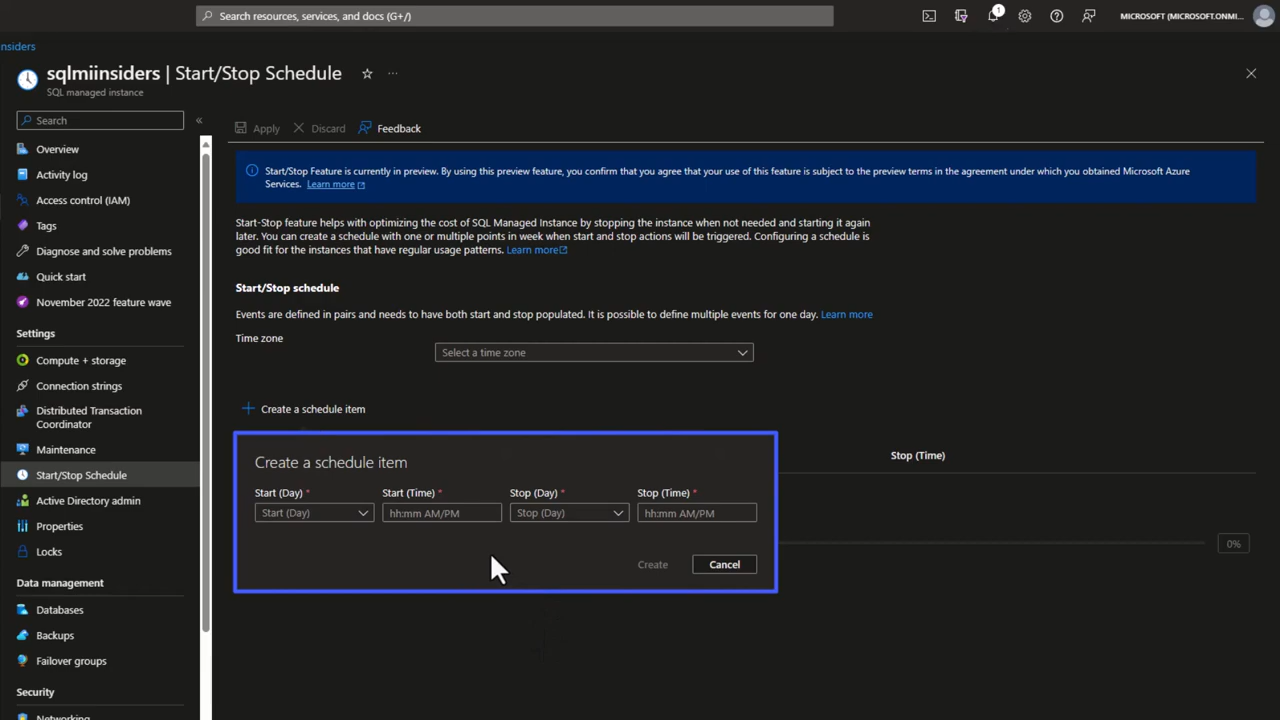 Search resources, services, and docs (G+/)
1
MICROSOFT (MICROSOFT.ONMI...
nsiders
sqlmiinsiders | Start/Stop Schedule
SQL managed instance
Search
Overview
Activity log
Access control (IAM)
Tags
Diagnose and solve problems
Quick start
November 2022 feature wave
Settings
Compute + storage
Connection strings
Distributed Transaction
Coordinator
Maintenance
Start/Stop Schedule
Active Directory admin
Properties
Locks
Data management
Databases
Backups
Failover groups
Security
Networking
Apply
Discard
Feedback
Start/Stop Feature is currently in preview. By using this preview feature, you confirm that you agree that your use of this feature is subject to the preview terms in the agreement under which you obtained Microsoft Azure
Services. Learn more
Start-Stop feature helps with optimizing the cost of SQL Managed Instance by stopping the instance when not needed and starting it again
later. You can create a schedule with one or multiple points in week when start and stop actions will be triggered. Configuring a schedule is
good fit for the instances that have regular usage patterns. Learn more
Start/Stop schedule
Events are defined in pairs and needs to have both start and stop populated. It is possible to define multiple events for one day. Learn more
Time zone
Select a time zone
Create a schedule item
Stop (Time)
Create a schedule item
Start (Day) * Start (Time) * Stop (Day) * Stop (Time) *
Start (Day) hh:mm AM/PM Stop (Day) hh:mm AM/PM
0%
Create
Cancel